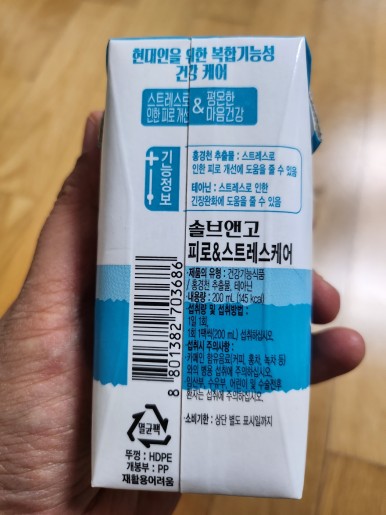 현대인을 위한 복합기능성
건강 케어
스트레스로
인한 피로 개선
&
평온한
마음건강
기능정보
홍경천 추출물 : 스트레스로
인한 피로 개선에 도움을 줄 수 있음
테아닌 : 스트레스로 인한
긴장완화에 도움을 줄 수 있음
솔브앤고
피로&스트레스케어
·제품의 유형 : 건강기능식품
/ 홍경천 추출물, 테아닌
·내용량 : 200 mL (145 kcal)
·섭취량 및 섭취방법 :
1일 1회,
1회 1팩씩(200 mL) 섭취하십시오.
·섭취시 주의사항 :
카페인 함유음료(커피, 홍차, 녹차 등)
와의 병용 섭취에 주의하십시오.
임산부, 수유부, 어린이 및 수술전후
환자는 섭취에 주의하십시오.
·소비기한 : 상단 별도 표시일까지
8 801382 703686
멸균팩
뚜껑 : HDPE
개봉부 : PP
재활용어려움